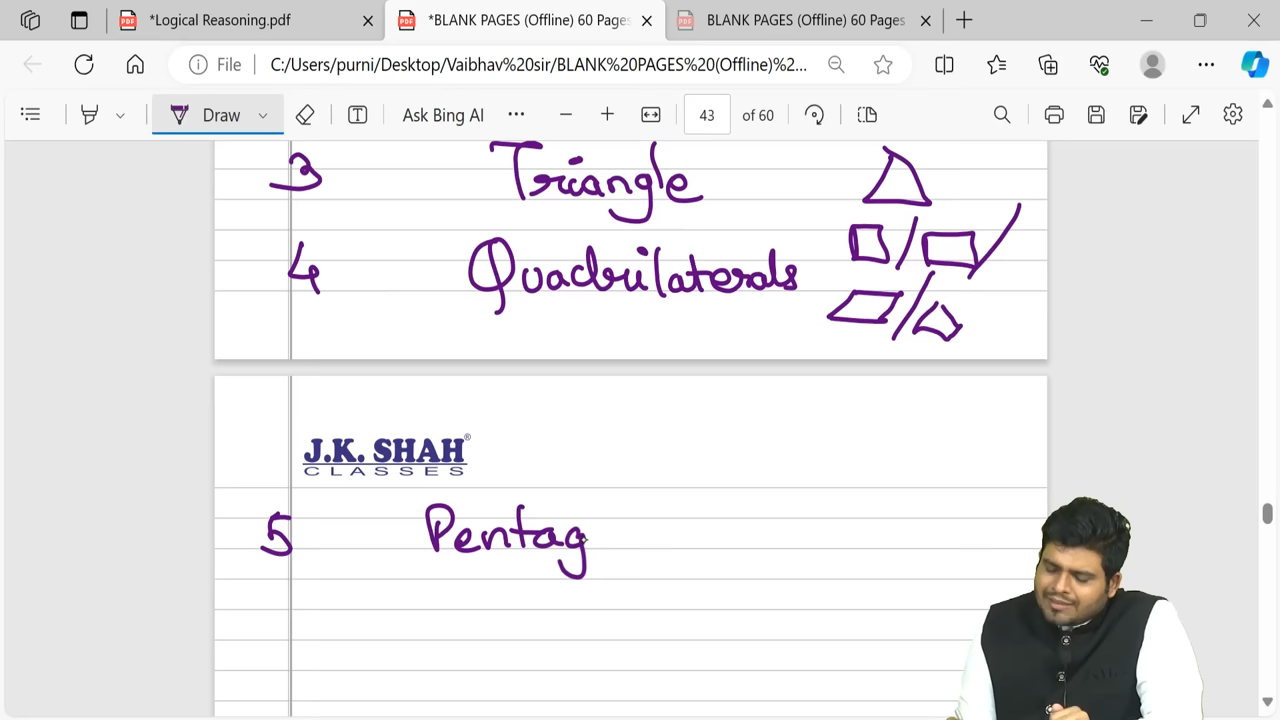 *Logical Reasoning.pdf
*BLANK PAGES (Offline) 60 Pages
BLANK PAGES (Offline) 60 Pages
File
C:/Users/purni/Desktop/Vaibhav%20sir/BLANK%20PAGES%20(Offline)%2...
Draw
Ask Bing AI
43 of 60
3 Triangle
4 Quadrilaterals
J.K. SHAH®
CLASSES
5 Pentag